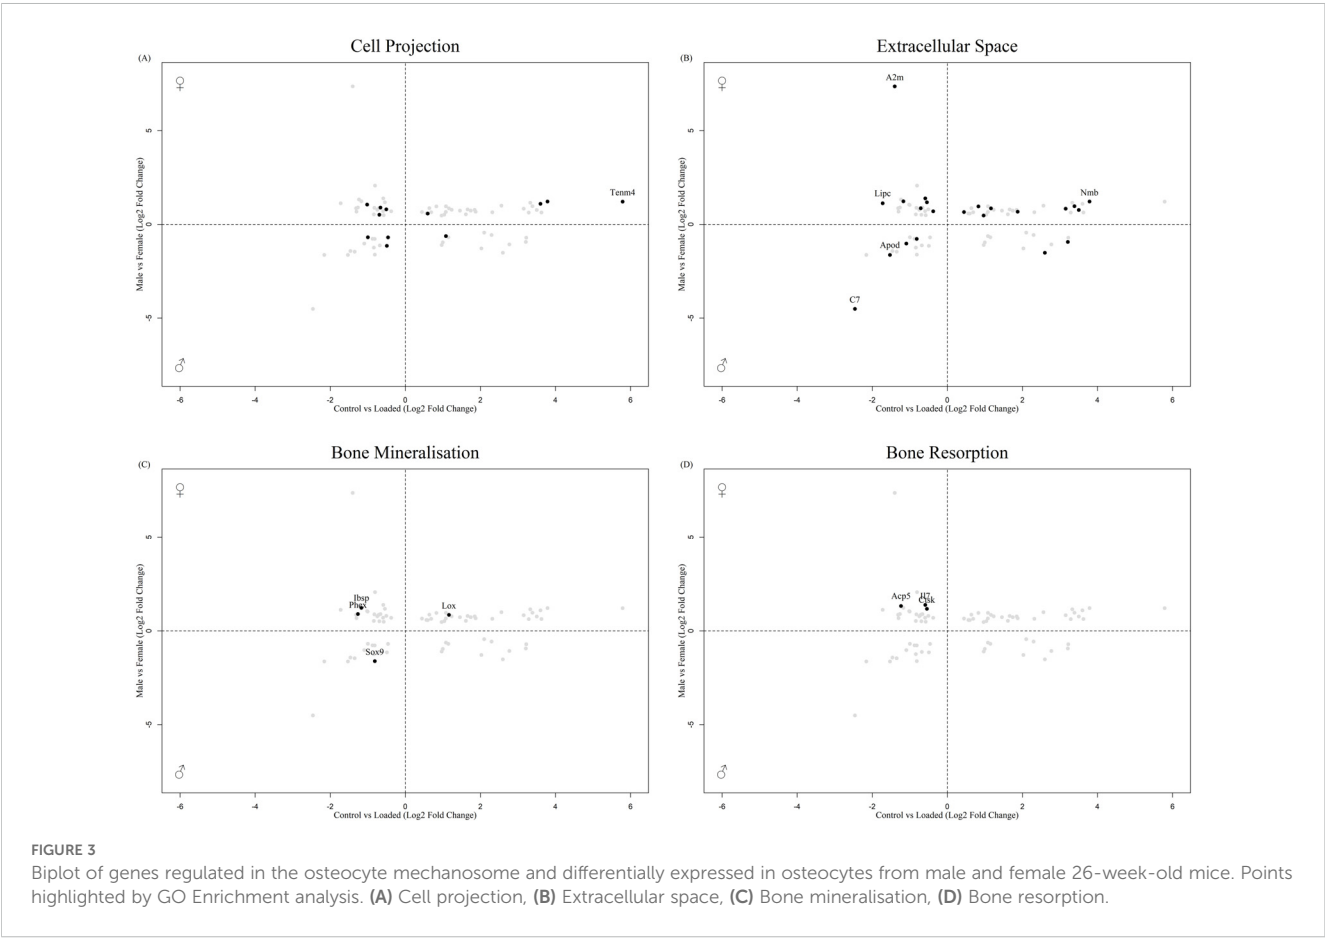 Cell Projection
(A)
♀
Tenm4
5
0
-5
Male vs Female (Log2 Fold Change)
♂
-6 -4 -2 0 2 4 6
Control vs Loaded (Log2 Fold Change)
Extracellular Space
(B)
♀
A2m
Lipc
Nmb
Apod
C7
5
0
-5
Male vs Female (Log2 Fold Change)
♂
-6 -4 -2 0 2 4 6
Control vs Loaded (Log2 Fold Change)
Bone Mineralisation
(C)
♀
Ibsp
Phex
Lox
Sox9
5
0
-5
Male vs Female (Log2 Fold Change)
♂
-6 -4 -2 0 2 4 6
Control vs Loaded (Log2 Fold Change)
Bone Resorption
(D)
♀
Acp5
Il7
Ctsk
5
0
-5
Male vs Female (Log2 Fold Change)
♂
-6 -4 -2 0 2 4 6
Control vs Loaded (Log2 Fold Change)
FIGURE 3
Biplot of genes regulated in the osteocyte mechanosome and differentially expressed in osteocytes from male and female 26-week-old mice. Points
highlighted by GO Enrichment analysis. (A) Cell projection, (B) Extracellular space, (C) Bone mineralisation, (D) Bone resorption.